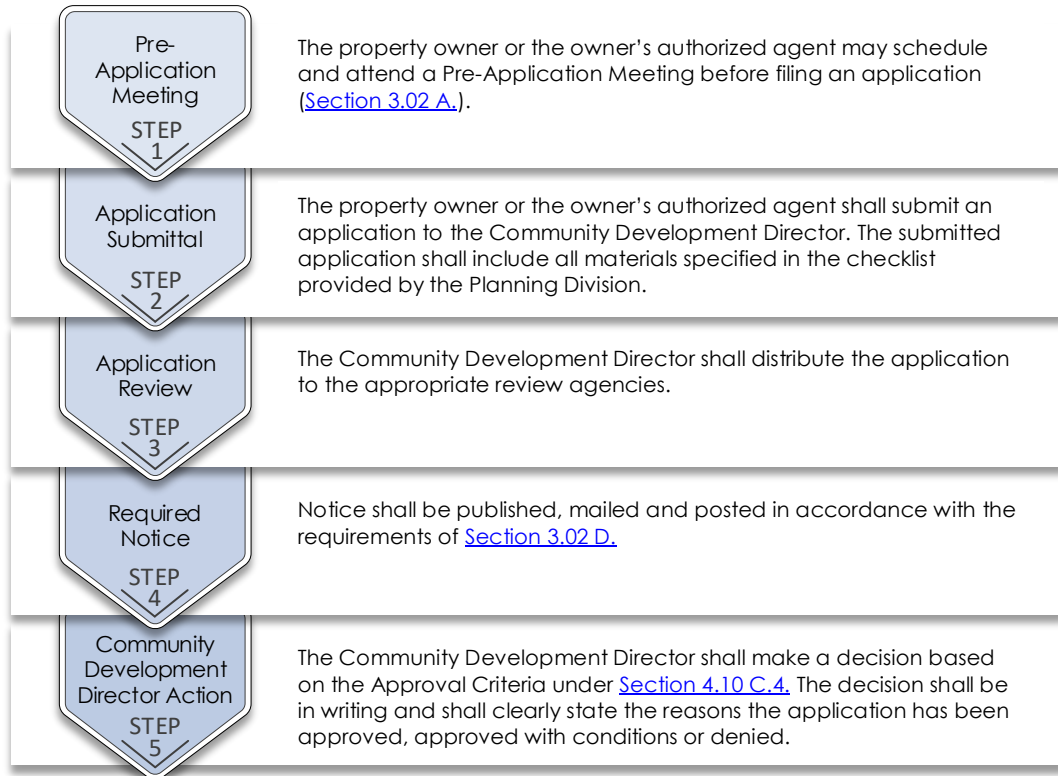 Pre-
Application
Meeting
STEP
1
The property owner or the owner's authorized agent may schedule
and attend a Pre-Application Meeting before filing an application
(Section 3.02 A.).
Application
Submittal
STEP
2
The property owner or the owner's authorized agent shall submit an
application to the Community Development Director. The submitted
application shall include all materials specified in the checklist
provided by the Planning Division.
Application
Review
STEP
3
The Community Development Director shall distribute the application
to the appropriate review agencies.
Required
Notice
STEP
4
Notice shall be published, mailed and posted in accordance with the
requirements of Section 3.02 D.
Community
Development
Director Action
STEP
5
The Community Development Director shall make a decision based
on the Approval Criteria under Section 4.10 C.4. The decision shall be
in writing and shall clearly state the reasons the application has been
approved, approved with conditions or denied.